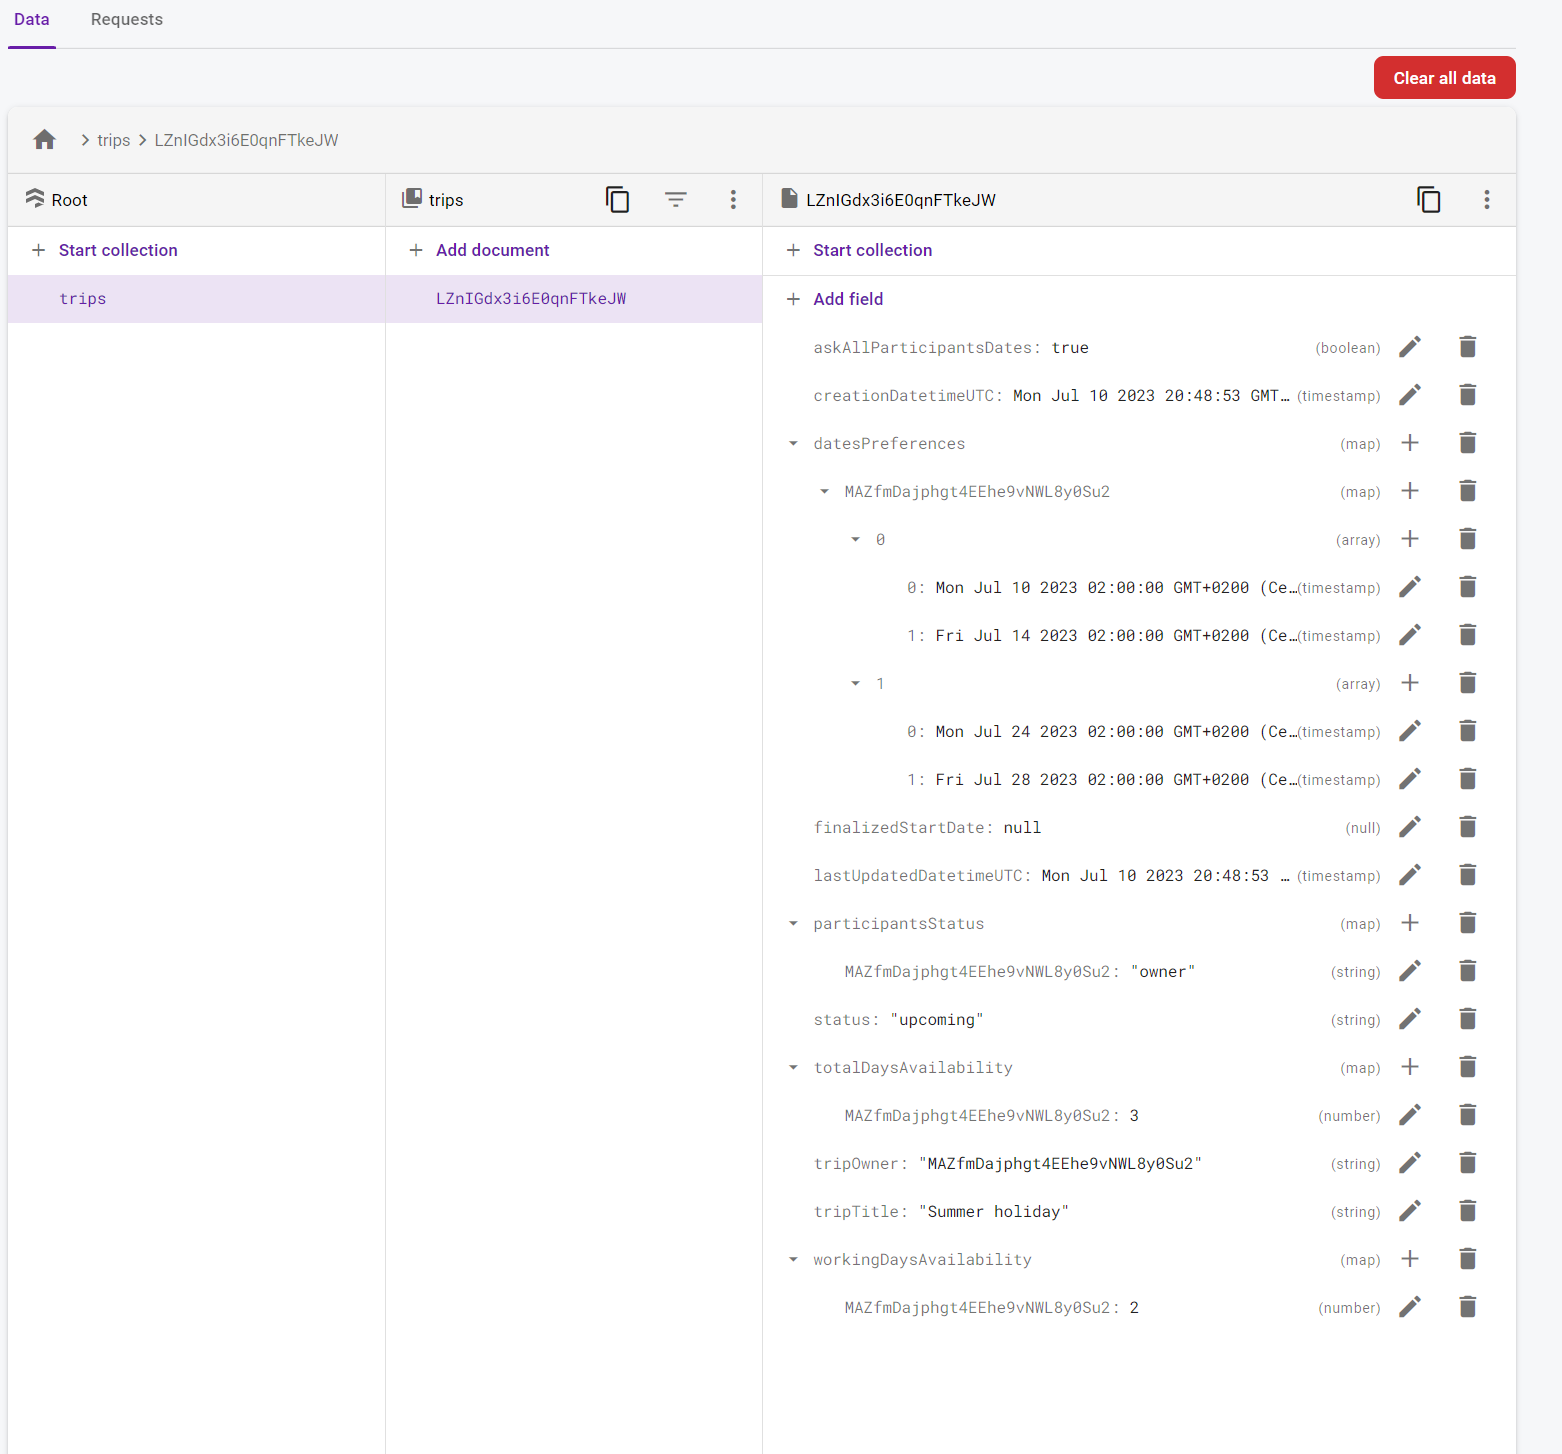 Data Requests
Clear all data
trips LZnIGdx3i6E0qnFTkeJW
Root
Start collection
trips
trips
Add document
LZnIGdx3i6E0qnFTkeJW
LZnIGdx3i6E0qnFTkeJW
Start collection
Add field
askAllParticipantsDates: true (boolean)
creationDatetimeUTC: Mon Jul 10 2023 20:48:53 GMT… (timestamp)
datesPreferences (map)
MAZfmDajphgt4EEhe9vNWL8y0Su2 (map)
0 (array)
0: Mon Jul 10 2023 02:00:00 GMT+0200 (Ce… (timestamp)
1: Fri Jul 14 2023 02:00:00 GMT+0200 (Ce… (timestamp)
1 (array)
0: Mon Jul 24 2023 02:00:00 GMT+0200 (Ce… (timestamp)
1: Fri Jul 28 2023 02:00:00 GMT+0200 (Ce… (timestamp)
finalizedStartDate: null (null)
lastUpdatedDatetimeUTC: Mon Jul 10 2023 20:48:53 … (timestamp)
participantsStatus (map)
MAZfmDajphgt4EEhe9vNWL8y0Su2: "owner" (string)
status: "upcoming" (string)
totalDaysAvailability (map)
MAZfmDajphgt4EEhe9vNWL8y0Su2: 3 (number)
tripOwner: "MAZfmDajphgt4EEhe9vNWL8y0Su2" (string)
tripTitle: "Summer holiday" (string)
workingDaysAvailability (map)
MAZfmDajphgt4EEhe9vNWL8y0Su2: 2 (number)